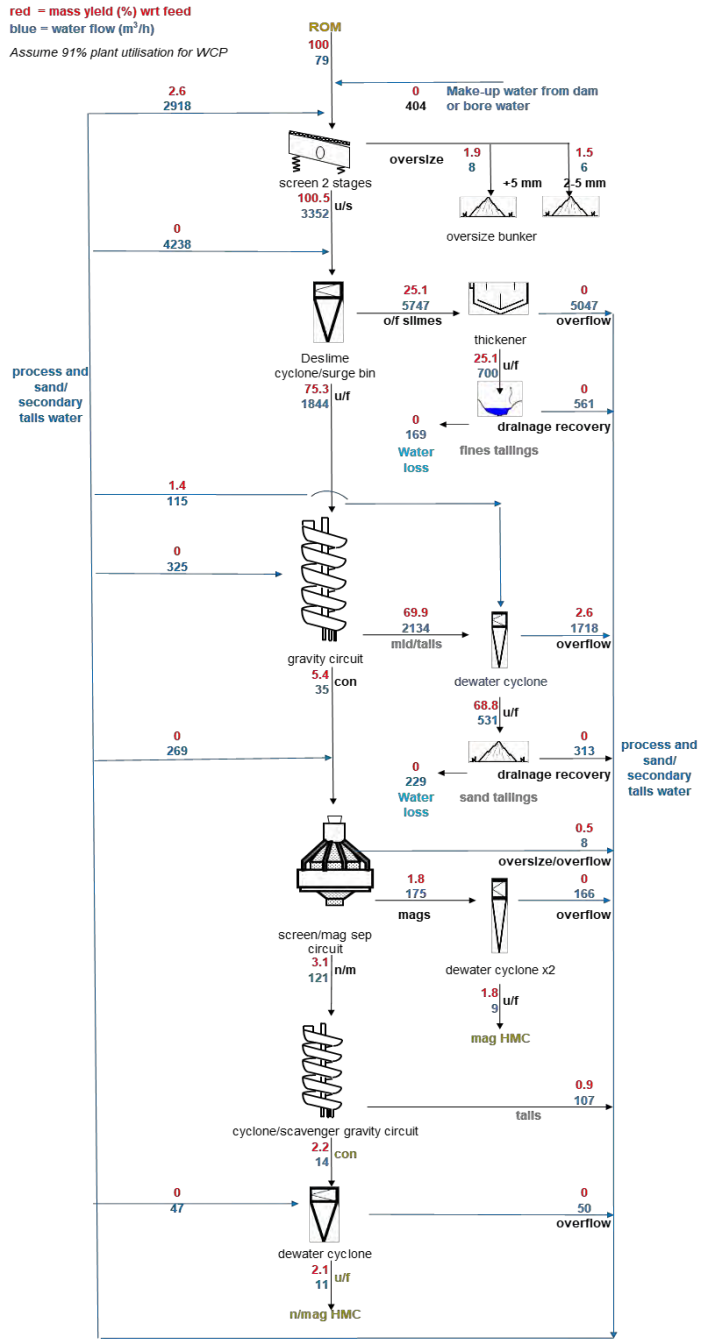 red = mass yield (%) wrt feed
blue = water flow (m³/h)
Assume 91% plant utilisation for WCP
ROM
100
79
0
404
Make-up water from dam
or bore water
2.6
2918
oversize
1.9
8
1.5
6
+5 mm
2-5 mm
screen 2 stages
oversize bunker
100.5
3352
u/s
0
4238
25.1
5747
o/f slimes
0
5047
overflow
thickener
Deslime
cyclone/surge bin
25.1
700
u/f
75.3
1844
u/f
process and
sand/
secondary
tails water
0
561
drainage recovery
0
169
Water
loss
fines tailings
1.4
115
0
325
69.9
2134
mid/tails
2.6
1718
overflow
gravity circuit
dewater cyclone
5.4
35
con
68.8
531
u/f
0
269
0
313
drainage recovery
process and
sand/
secondary
tails water
0
229
Water
loss
sand tailings
0.5
8
oversize/overflow
1.8
175
mags
0
166
overflow
screen/mag sep
circuit
dewater cyclone x2
3.1
121
n/m
1.8
9
u/f
mag HMC
0.9
107
tails
cyclone/scavenger gravity circuit
2.2
14
con
0
47
0
50
overflow
dewater cyclone
2.1
11
u/f
n/mag HMC